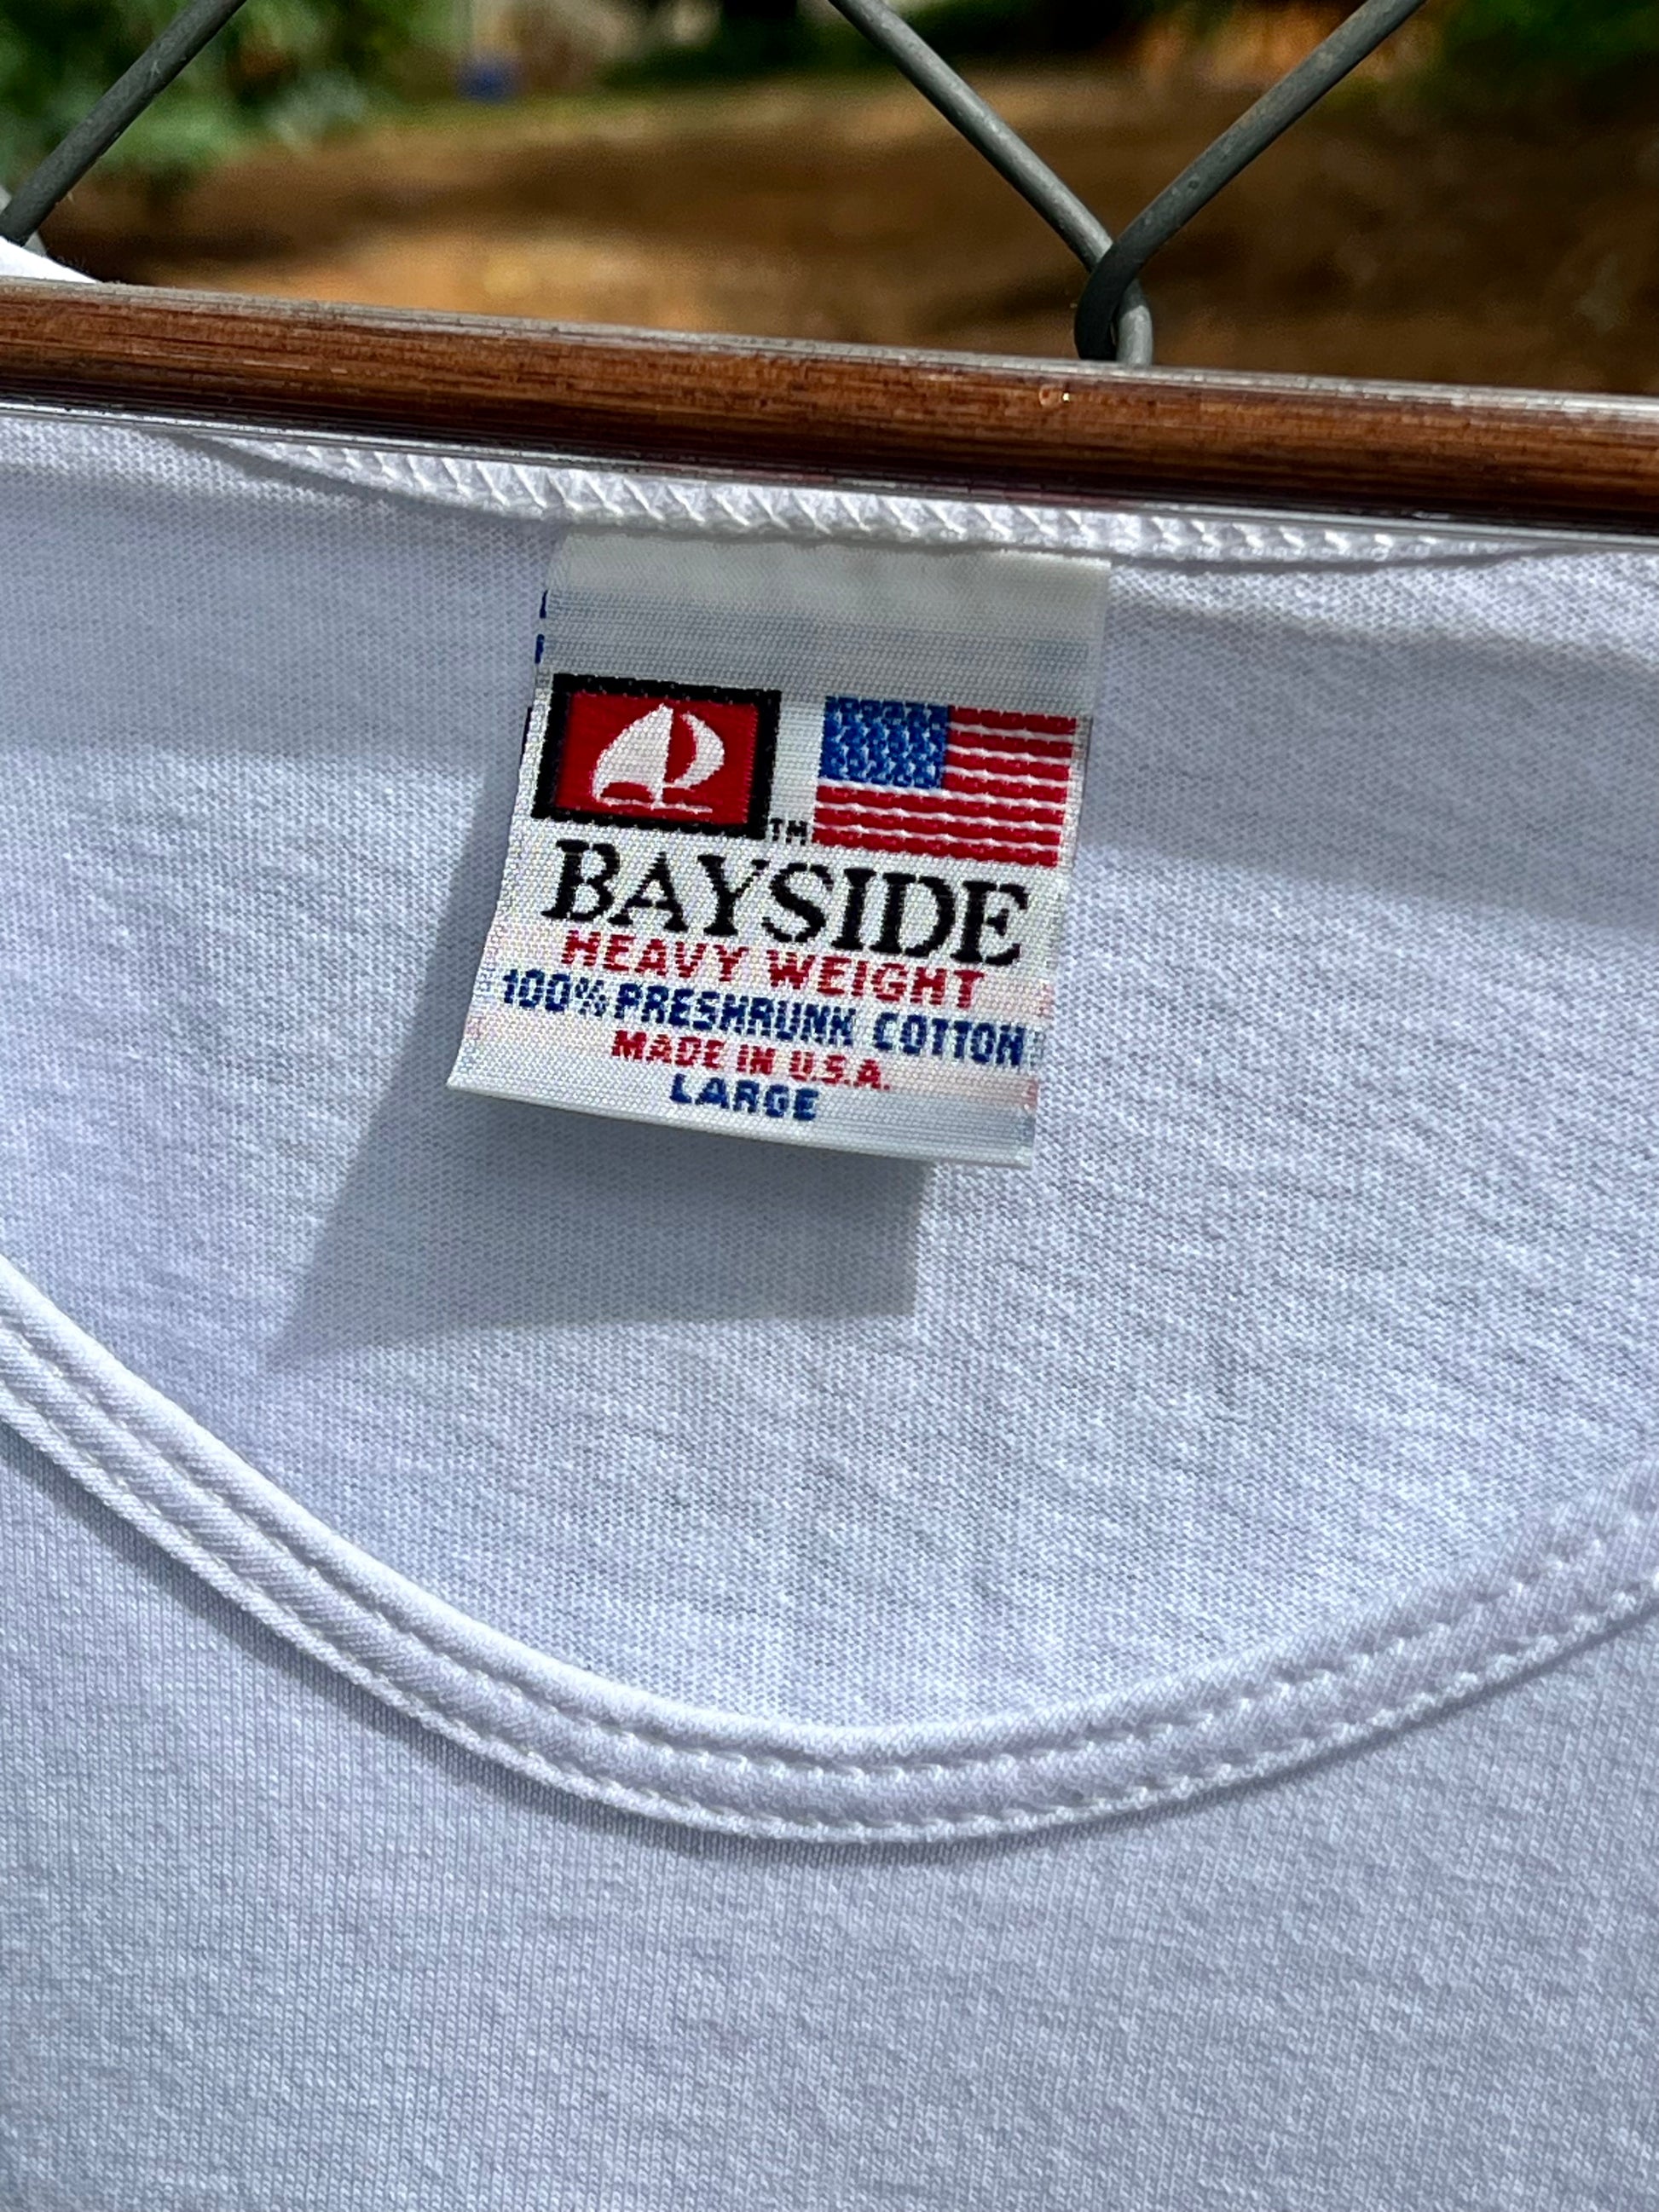 TM
BAYSIDE
HEAVY WEIGHT
100% PRESHRUNK COTTON
MADE IN U.S.A.
LARGE